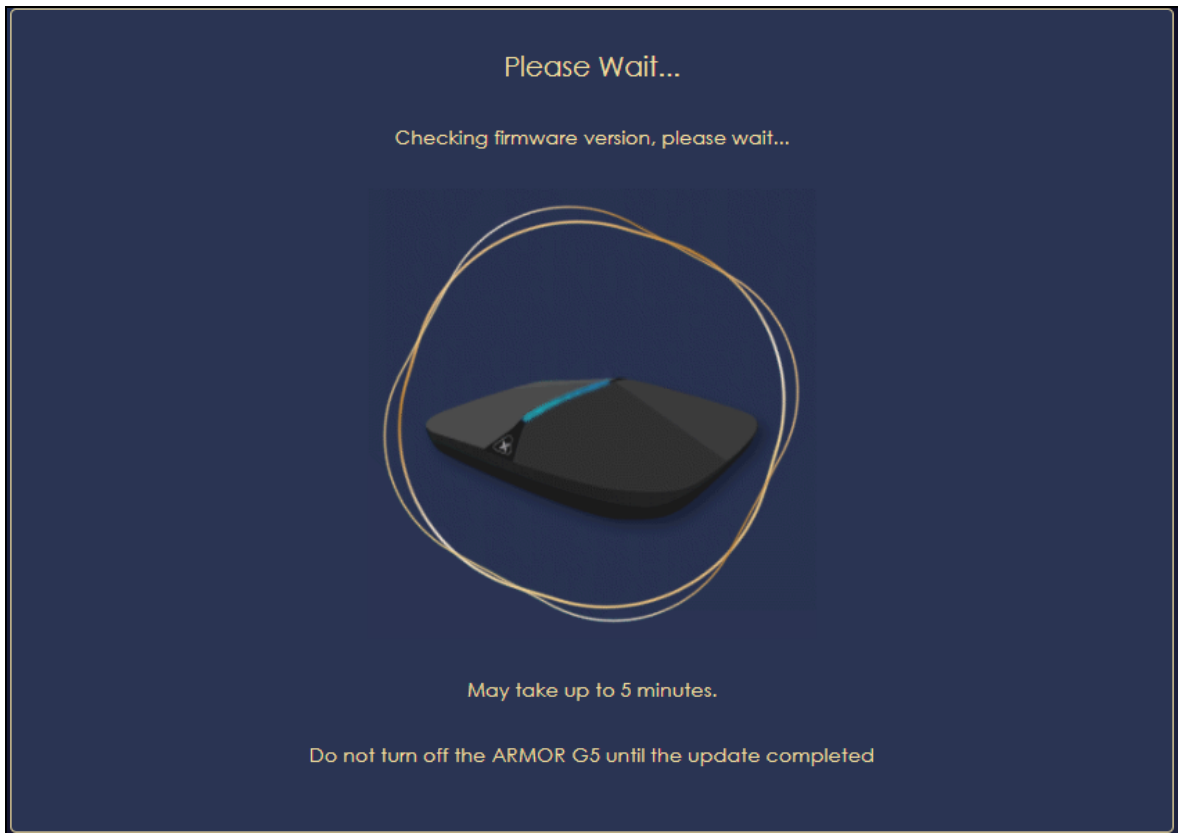 Please Wait...
Checking firmware version, please wait...
May take up to 5 minutes.
Do not turn off the ARMOR G5 until the update completed